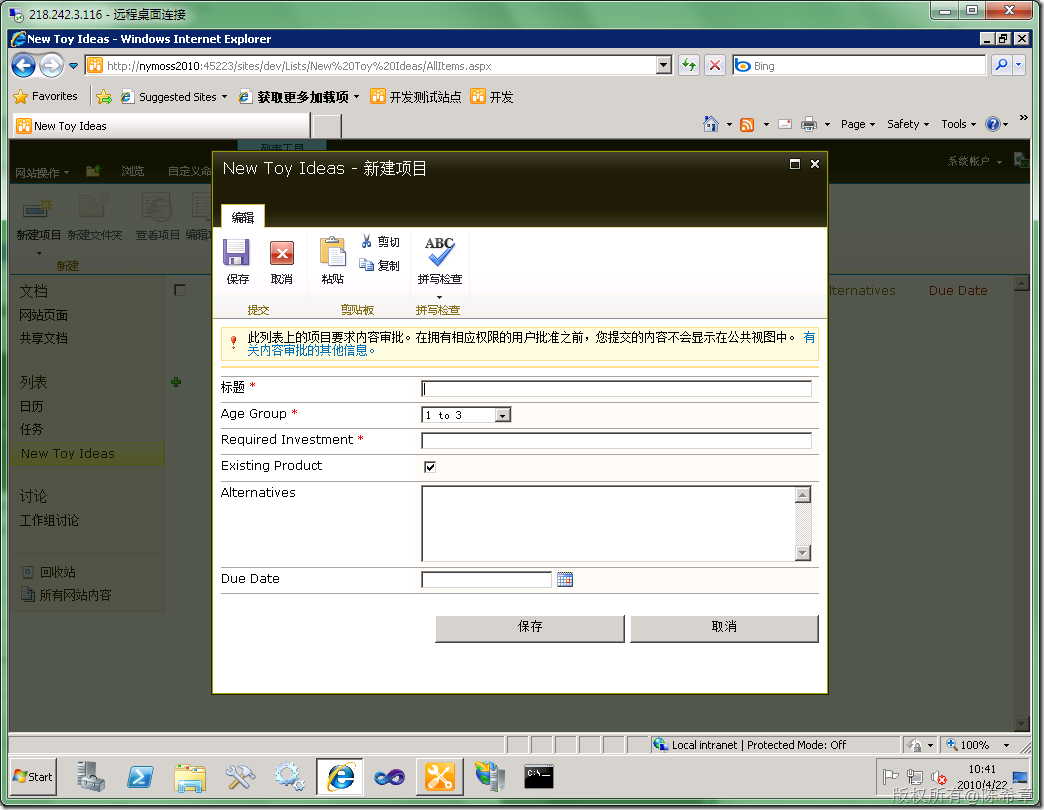 218.242.3.116 - 远程桌面连接
New Toy Ideas - Windows Internet Explorer
http://nymoss2010:45223/sites/dev/Lists/New%20Toy%20Ideas/AllItems.aspx
Bing
Favorites
Suggested Sites
获取更多加载项
开发测试站点
开发
New Toy Ideas
Page
Safety
Tools
列表工具
系统帐户
网站操作
浏览
自定义命
新建项目
新建文件夹
查看项目
编辑
新建
New Toy Ideas - 新建项目
编辑
保存
取消
粘贴
剪切
复制
ABC
拼写检查
提交
剪贴板
拼写检查
此列表上的项目要求内容审批。在拥有相应权限的用户批准之前，您提交的内容不会显示在公共视图中。 有
关内容审批的其他信息。
标题 *
Age Group *
1 to 3
Required Investment *
Existing Product
Alternatives
Due Date
保存
取消
文档
网站页面
共享文档
列表
日历
任务
New Toy Ideas
讨论
工作组讨论
回收站
所有网站内容
lternatives
Due Date
Local intranet | Protected Mode: Off
100%
Start
C:\_
10:41
2010/4/22
版权所有@陈希章